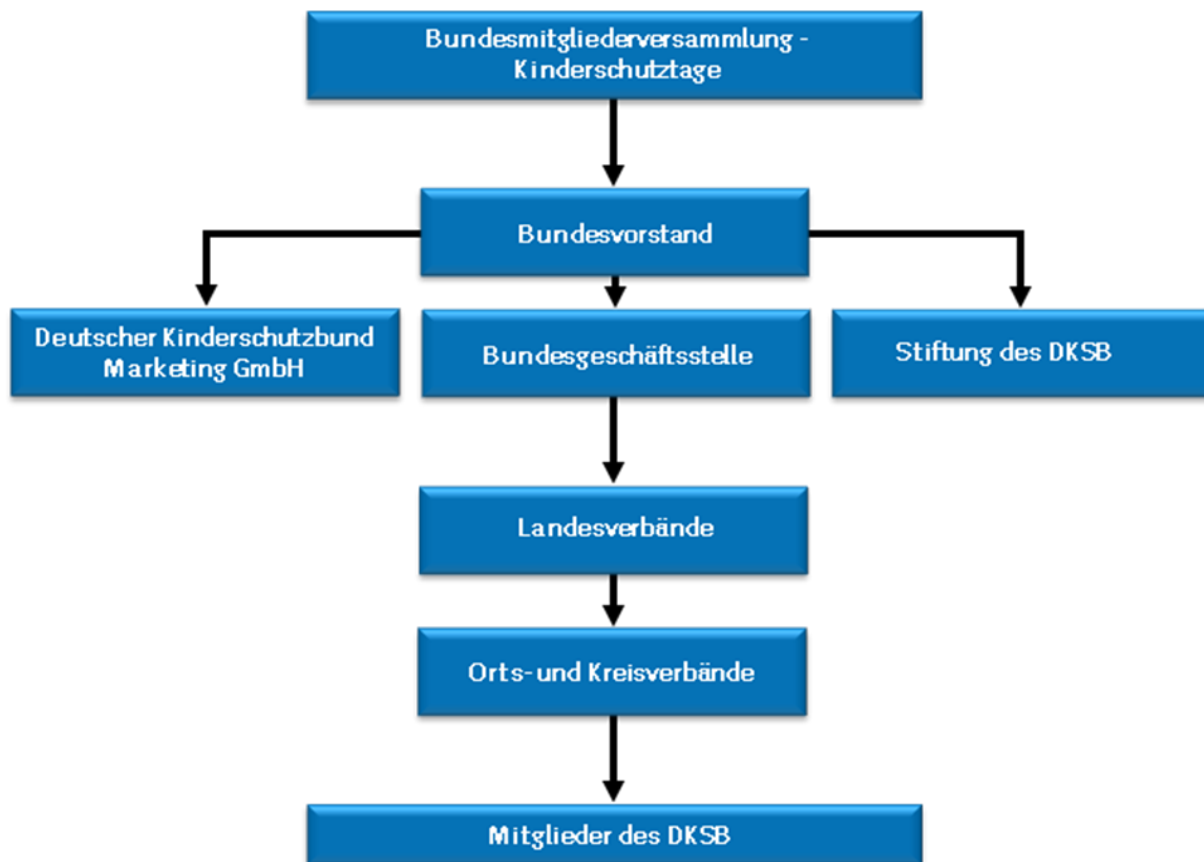 Bundesmitgliederversammlung -
Kinderschutztage
Bundesvorstand
Deutscher Kinderschutzbund
Marketing GmbH
Bundesgeschäftsstelle
Stiftung des DKSB
Landesverbände
Orts- und Kreisverbände
Mitglieder des DKSB